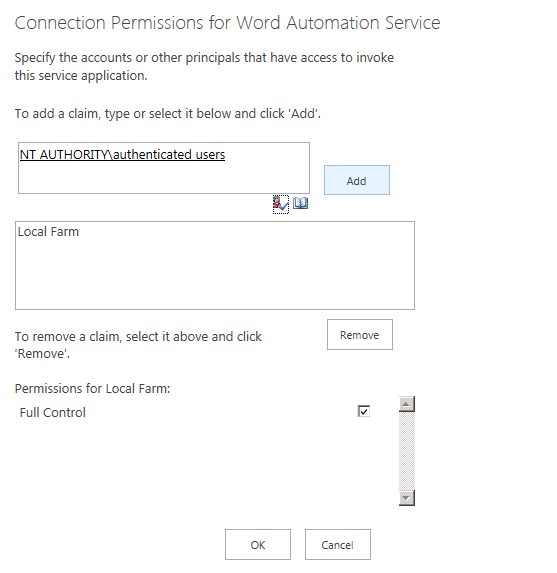 Connection Permissions for Word Automation Service
Specify the accounts or other principals that have access to invoke
this service application.
To add a claim, type or select it below and click 'Add'.
NT AUTHORITY\authenticated users
Add
Local Farm
To remove a claim, select it above and click
'Remove'.
Remove
Permissions for Local Farm:
Full Control
OK
Cancel